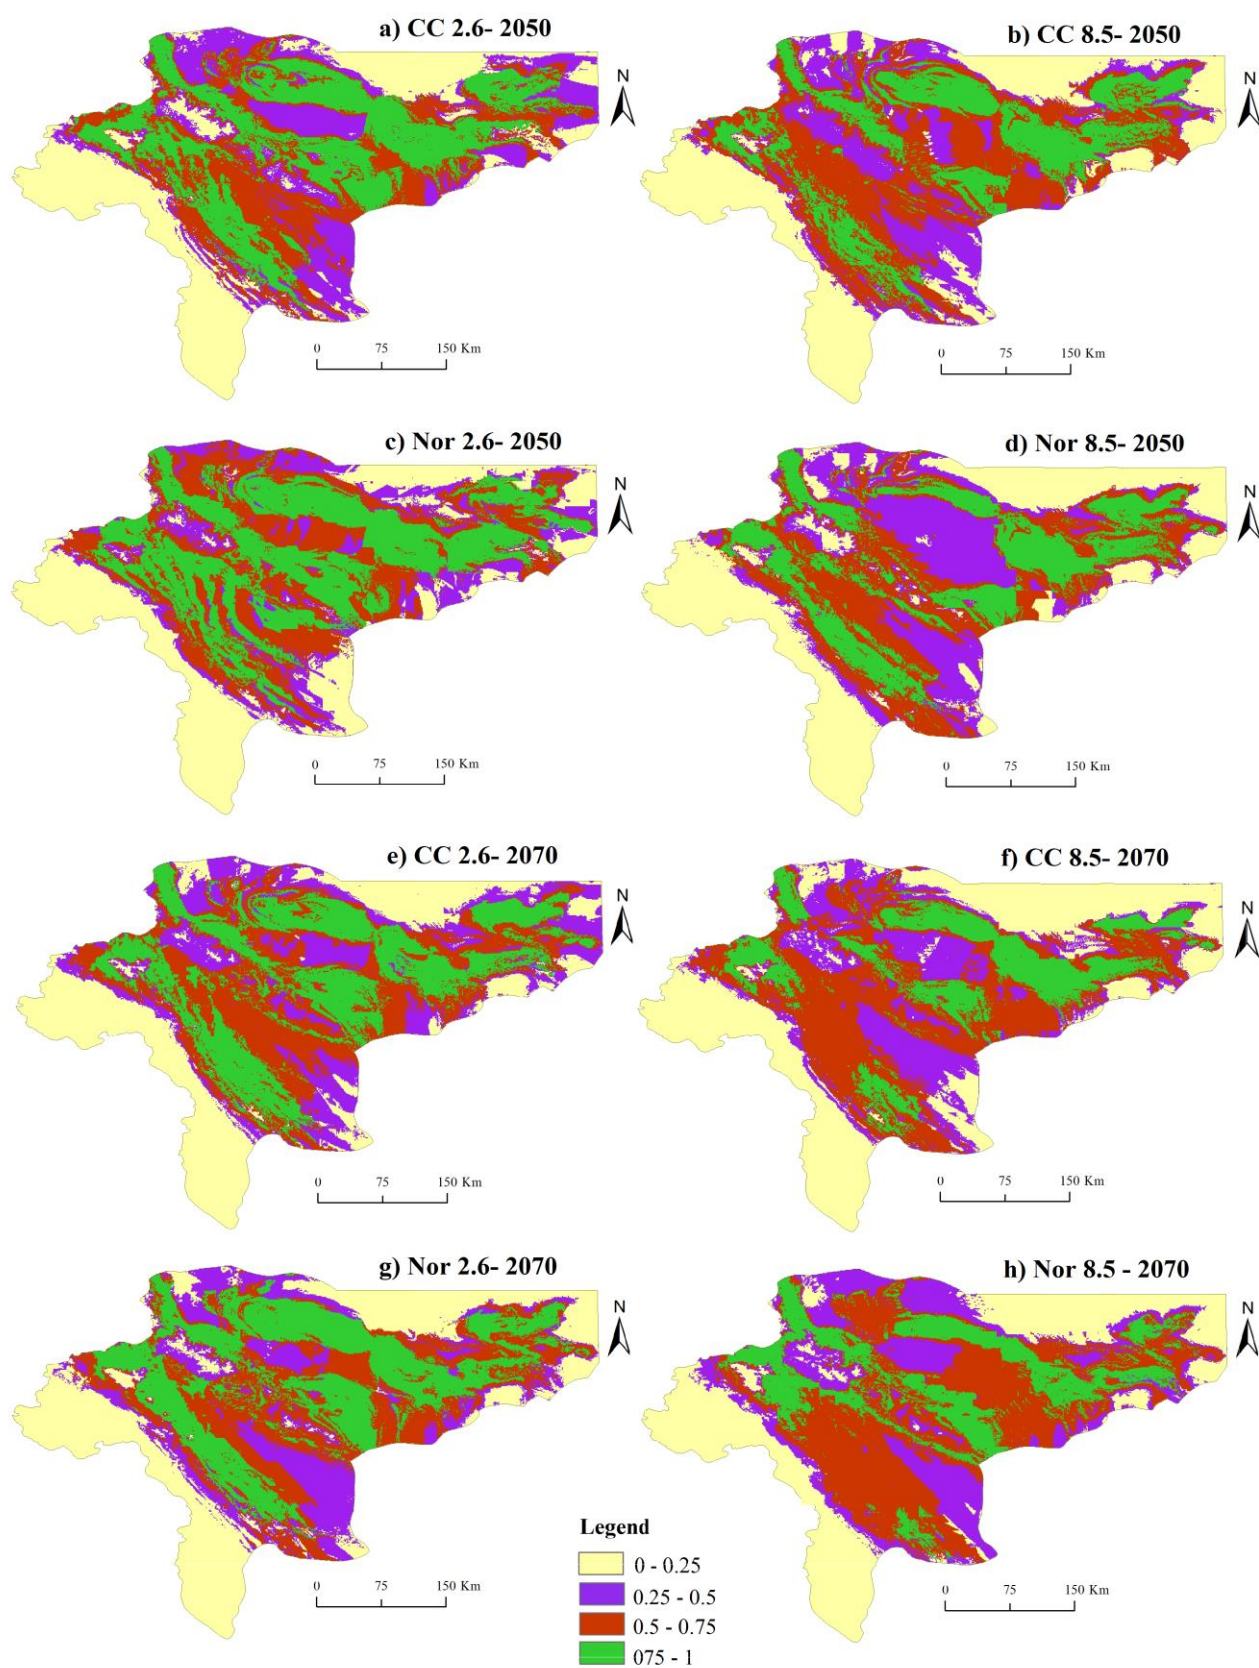 a) CC 2.6- 2050
b) CC 8.5- 2050
N
N
0 75 150 Km
0 75 150 Km
c) Nor 2.6- 2050
d) Nor 8.5- 2050
N
N
0 75 150 Km
0 75 150 Km
e) CC 2.6- 2070
f) CC 8.5- 2070
N
N
0 75 150 Km
0 75 150 Km
g) Nor 2.6- 2070
h) Nor 8.5 - 2070
N
N
0 75 150 Km
0 75 150 Km
Legend
0 - 0.25
0.25 - 0.5
0.5 - 0.75
075 - 1